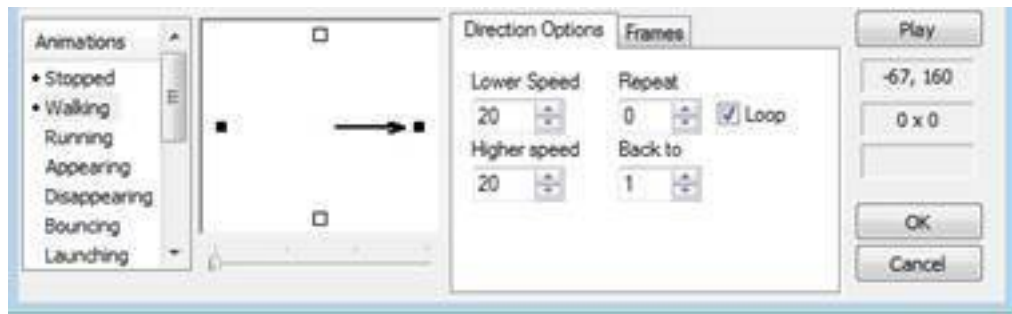 Animations
• Stopped
• Walking
Running
Appearing
Disappearing
Bouncing
Launching
Direction Options
Frames
Lower Speed
Repeat
20
0
Loop
Higher speed
Back to
20
1
Play
-67, 160
0 x 0
OK
Cancel